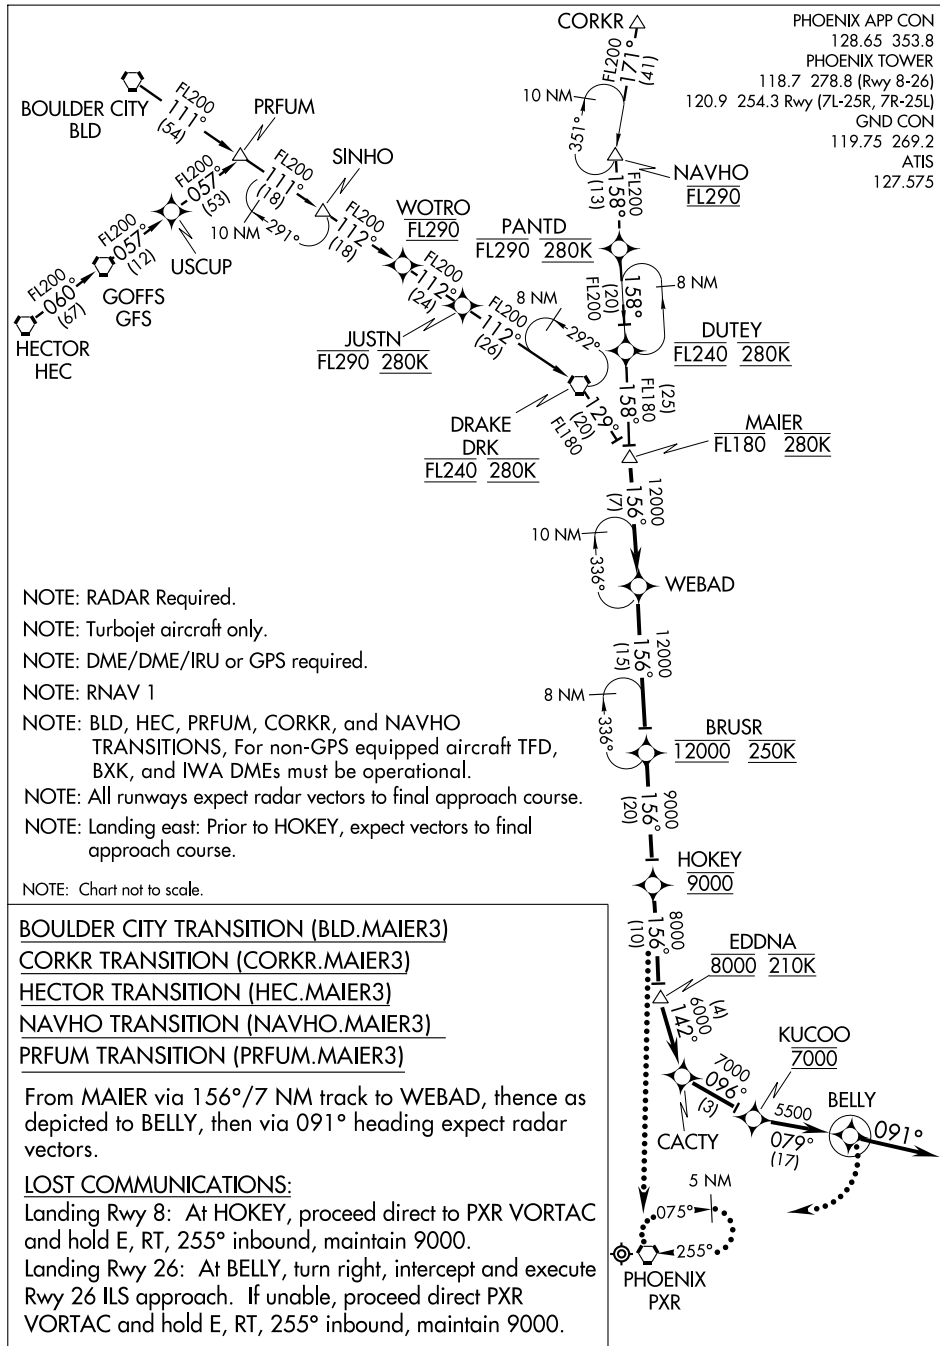 PHOENIX APP CON
128.65 353.8
PHOENIX TOWER
118.7 278.8 (Rwy 8-26)
120.9 254.3 Rwy (7L-25R, 7R-25L)
GND CON
119.75 269.2
ATIS
127.575
CORKR
FL200
171°
(41)
10 NM
351°
NAVHO
FL290
FL200
158°
(13)
BOULDER CITY
BLD
FL200
111°
(54)
PRFUM
FL200
111°
(18)
10 NM
291°
SINHO
FL200
112°
(18)
FL200
057°
(53)
USCUP
FL200
057°
(12)
GOFFS
GFS
FL200
060°
(67)
HECTOR
HEC
WOTRO
FL290
FL200
112°
(24)
JUSTN
FL290 280K
FL200
112°
(26)
8 NM
292°
DRAKE
DRK
FL240 280K
129°
(20)
FL180
PANTD
FL290 280K
158°
(20)
FL200
8 NM
DUTEY
FL240 280K
(25)
FL180
158°
MAIER
FL180 280K
12000
156°
(7)
10 NM
336°
WEBAD
12000
156°
(15)
8 NM
336°
BRUSR
12000 250K
9000
156°
(20)
HOKEY
9000
8000
156°
(10)
EDDNA
8000 210K
(4)
6000
142°
CACTY
7000
096°
(3)
KUCOO
7000
5500
079°
(17)
BELLY
091°
5 NM
075°
255°
PHOENIX
PXR
NOTE: RADAR Required.
NOTE: Turbojet aircraft only.
NOTE: DME/DME/IRU or GPS required.
NOTE: RNAV 1
NOTE: BLD, HEC, PRFUM, CORKR, and NAVHO
TRANSITIONS, For non-GPS equipped aircraft TFD,
BXK, and IWA DMEs must be operational.
NOTE: All runways expect radar vectors to final approach course.
NOTE: Landing east: Prior to HOKEY, expect vectors to final
approach course.
NOTE: Chart not to scale.
BOULDER CITY TRANSITION (BLD.MAIER3)
CORKR TRANSITION (CORKR.MAIER3)
HECTOR TRANSITION (HEC.MAIER3)
NAVHO TRANSITION (NAVHO.MAIER3)
PRFUM TRANSITION (PRFUM.MAIER3)
From MAIER via 156°/7 NM track to WEBAD, thence as
depicted to BELLY, then via 091° heading expect radar
vectors.
LOST COMMUNICATIONS:
Landing Rwy 8: At HOKEY, proceed direct to PXR VORTAC
and hold E, RT, 255° inbound, maintain 9000.
Landing Rwy 26: At BELLY, turn right, intercept and execute
Rwy 26 ILS approach. If unable, proceed direct PXR
VORTAC and hold E, RT, 255° inbound, maintain 9000.